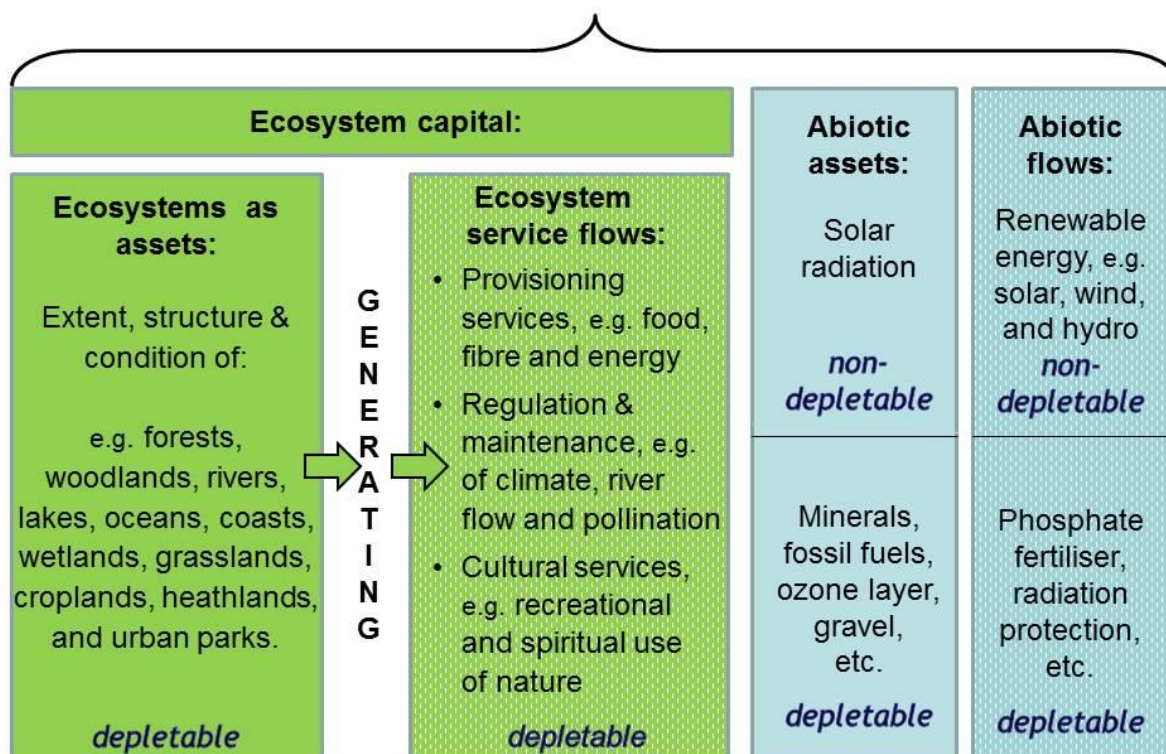 Ecosystem capital:
Ecosystems as
assets:
Extent, structure &
condition of:
e.g. forests,
woodlands, rivers,
lakes, oceans, coasts,
wetlands, grasslands,
croplands, heathlands,
and urban parks.
depletable
GENERATING
Ecosystem
service flows:
• Provisioning
services, e.g. food,
fibre and energy
• Regulation &
maintenance, e.g.
of climate, river
flow and pollination
• Cultural services,
e.g. recreational
and spiritual use
of nature
depletable
Abiotic
assets:
Solar
radiation
non-
depletable
Minerals,
fossil fuels,
ozone layer,
gravel,
etc.
depletable
Abiotic
flows:
Renewable
energy, e.g.
solar, wind,
and hydro
non-
depletable
Phosphate
fertiliser,
radiation
protection,
etc.
depletable